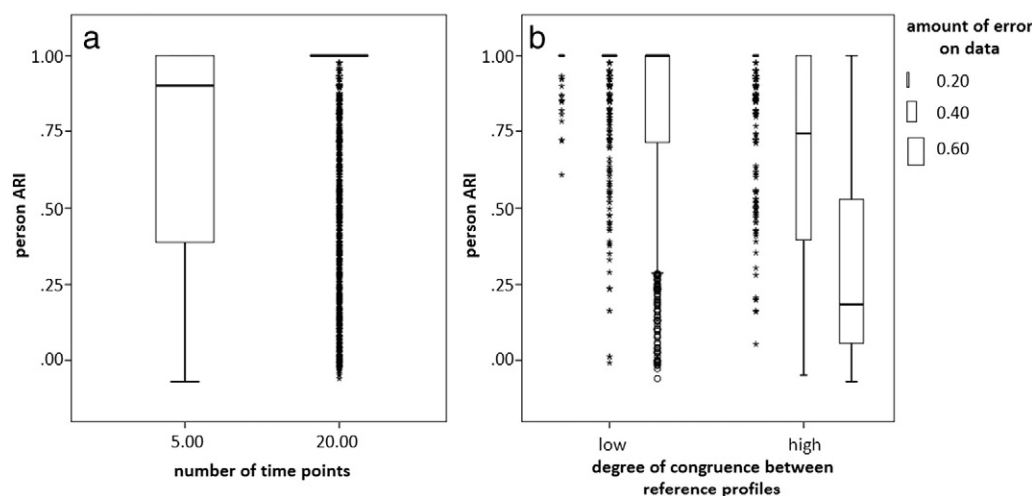 a
1.00
.75
.50
.25
.00
person ARI
5.00 20.00
number of time points
b
1.00
.75
.50
.25
.00
person ARI
low high
degree of congruence between
reference profiles
amount of error
on data
0.20
0.40
0.60